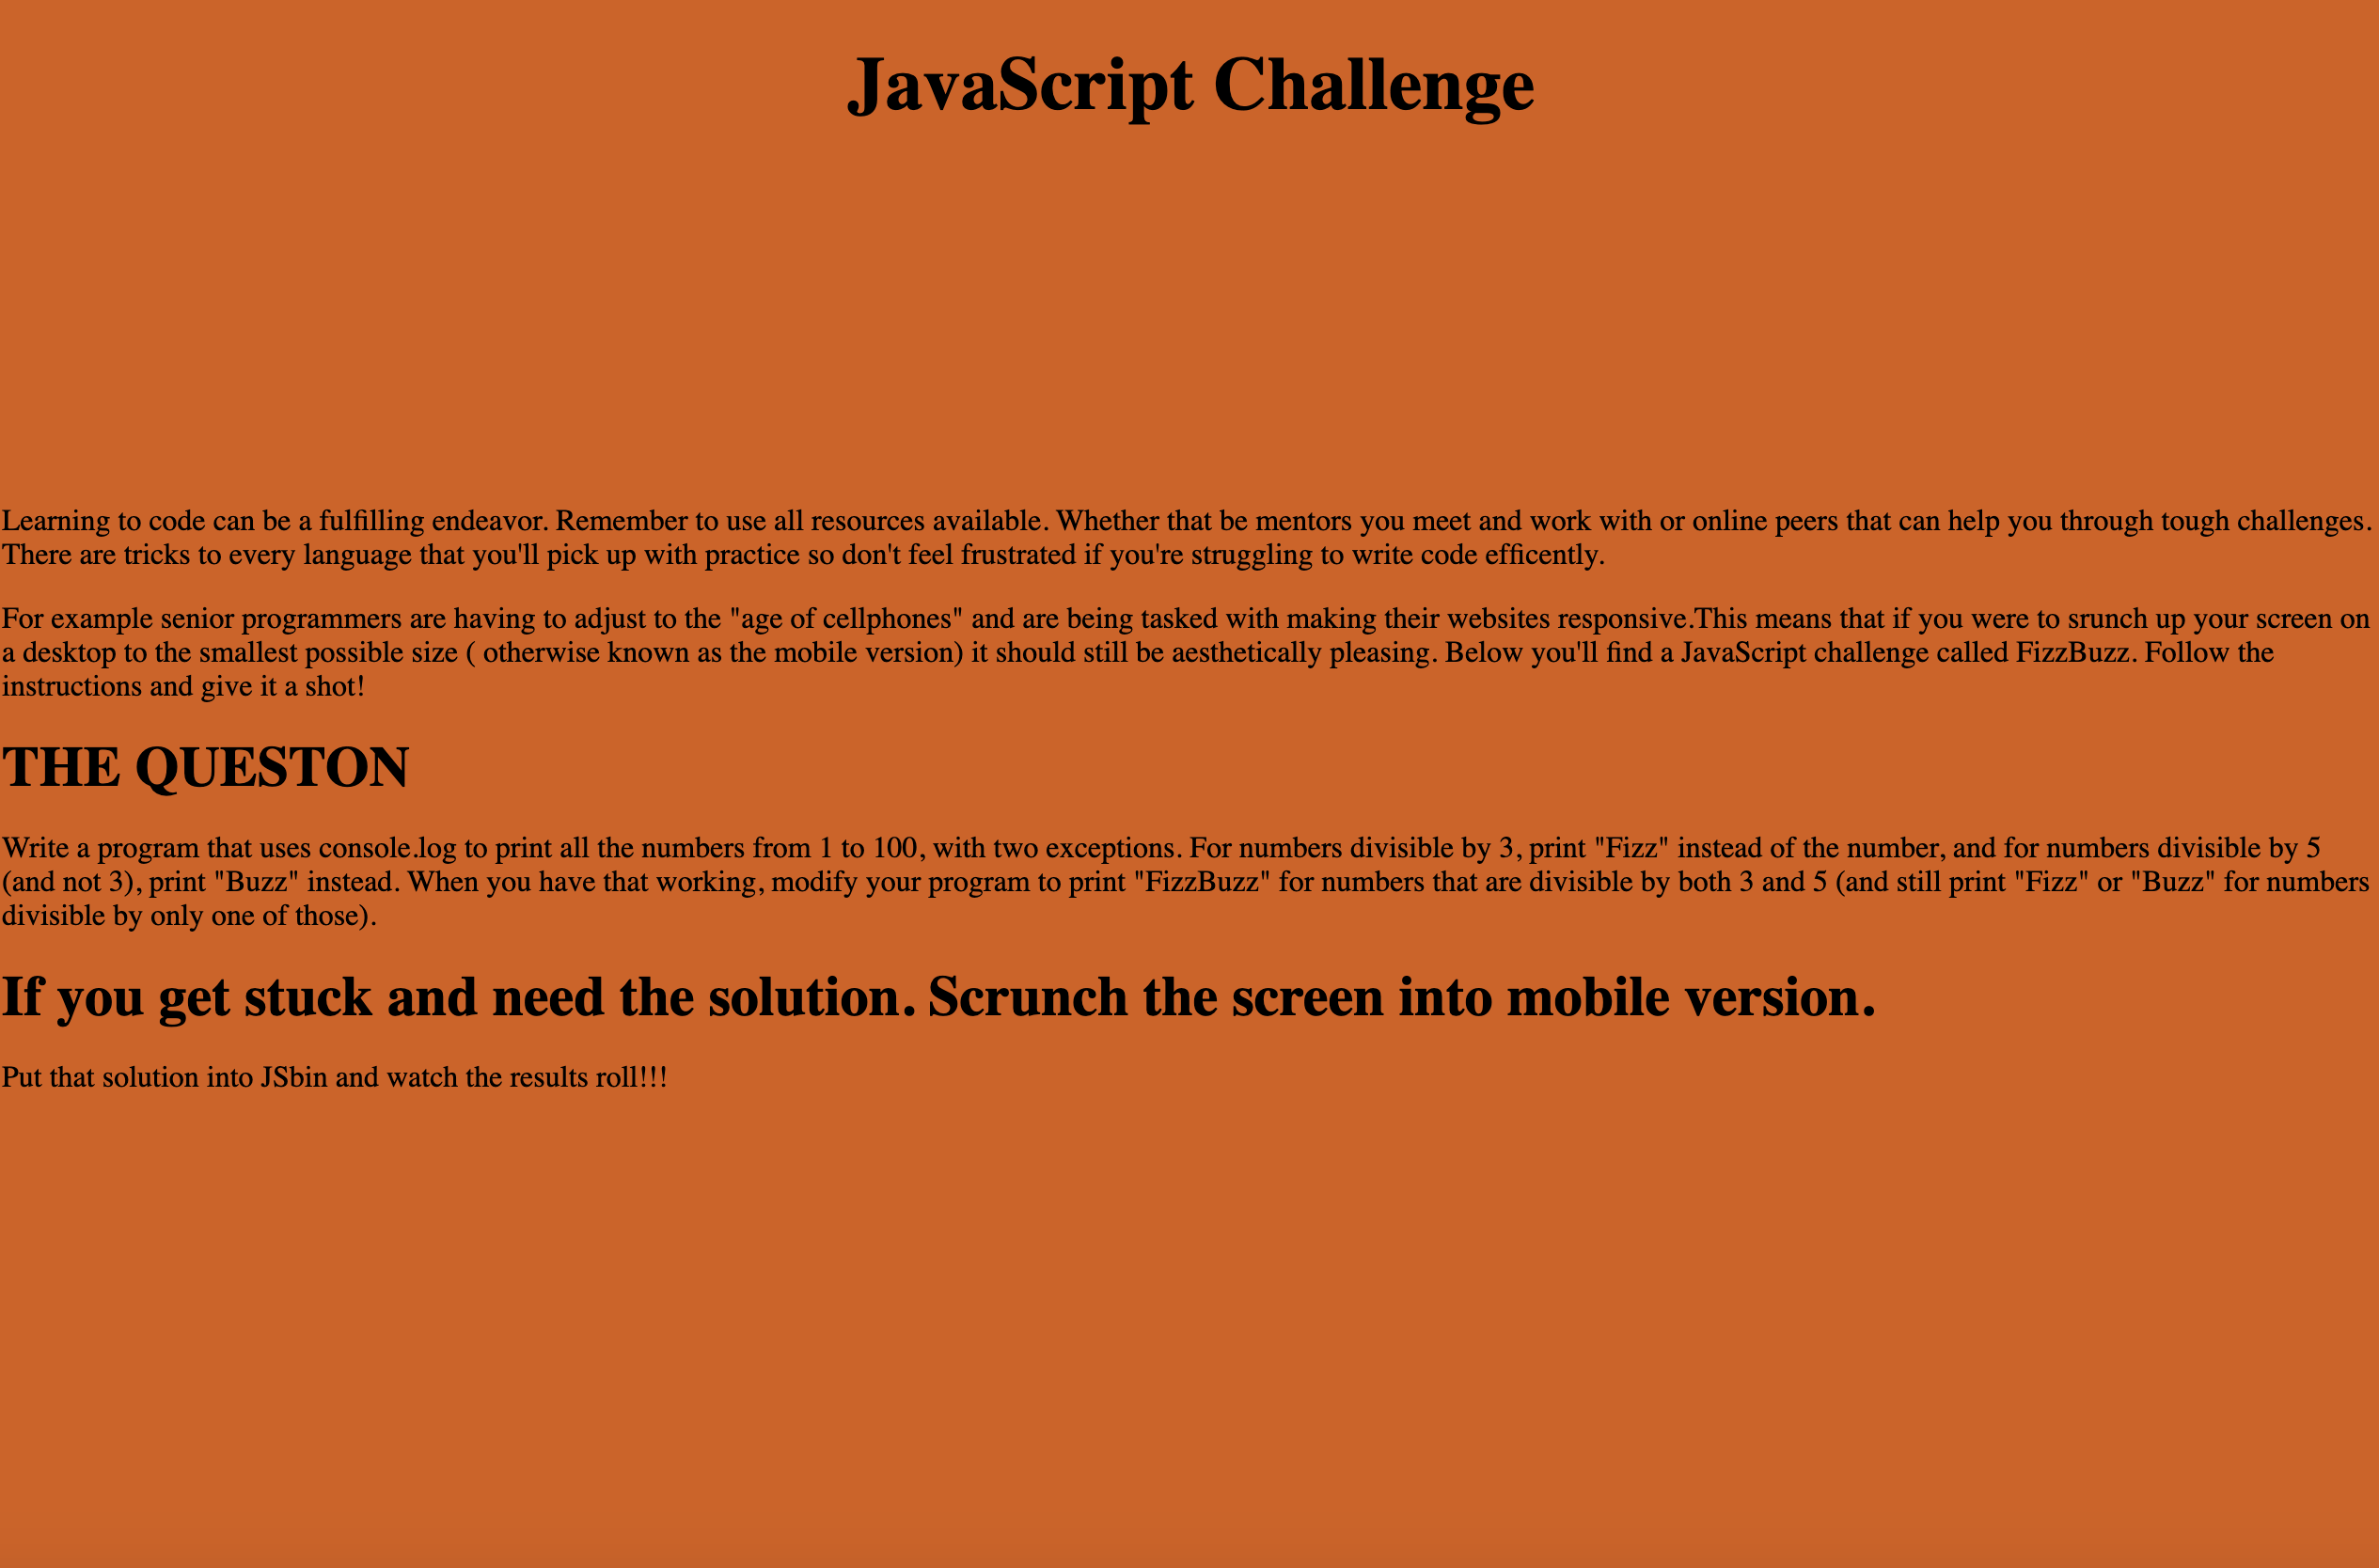 JavaScript Challenge
Learning to code can be a fulfilling endeavor. Remember to use all resources available. Whether that be mentors you meet and work with or online peers that can help you through tough challenges.
There are tricks to every language that you'll pick up with practice so don't feel frustrated if you're struggling to write code efficently.
For example senior programmers are having to adjust to the "age of cellphones" and are being tasked with making their websites responsive.This means that if you were to srunch up your screen on
a desktop to the smallest possible size ( otherwise known as the mobile version) it should still be aesthetically pleasing. Below you'll find a JavaScript challenge called FizzBuzz. Follow the
instructions and give it a shot!
THE QUESTON
Write a program that uses console.log to print all the numbers from 1 to 100, with two exceptions. For numbers divisible by 3, print "Fizz" instead of the number, and for numbers divisible by 5
(and not 3), print "Buzz" instead. When you have that working, modify your program to print "FizzBuzz" for numbers that are divisible by both 3 and 5 (and still print "Fizz" or "Buzz" for numbers
divisible by only one of those).
If you get stuck and need the solution. Scrunch the screen into mobile version.
Put that solution into JSbin and watch the results roll!!!